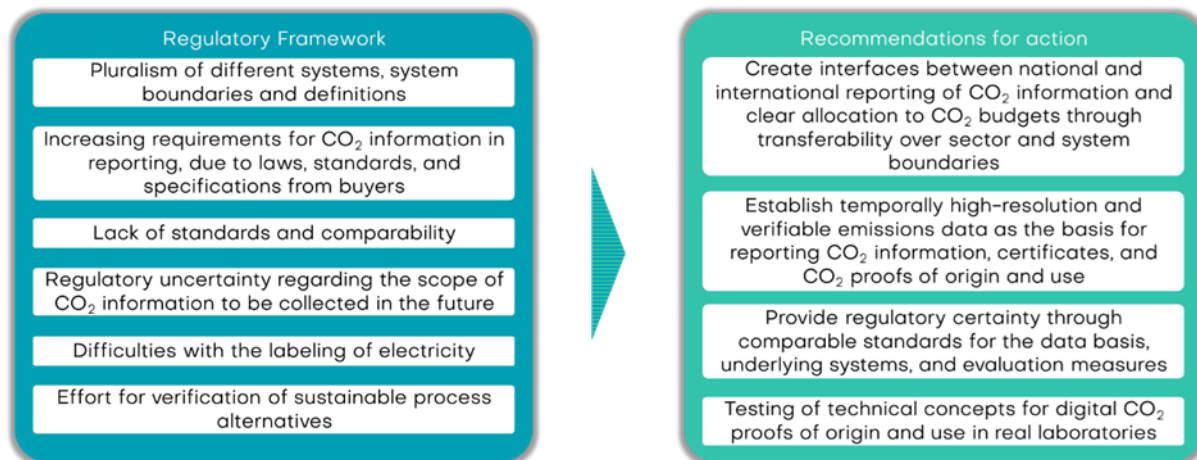 Regulatory Framework
Pluralism of different systems, system
boundaries and definitions
Increasing requirements for CO₂ information in
reporting, due to laws, standards, and
specifications from buyers
Lack of standards and comparability
Regulatory uncertainty regarding the scope of
CO₂ information to be collected in the future
Difficulties with the labeling of electricity
Effort for verification of sustainable process
alternatives
Recommendations for action
Create interfaces between national and
international reporting of CO₂ information and
clear allocation to CO₂ budgets through
transferability over sector and system
boundaries
Establish temporally high-resolution and
verifiable emissions data as the basis for
reporting CO₂ information, certificates, and
CO₂ proofs of origin and use
Provide regulatory certainty through
comparable standards for the data basis,
underlying systems, and evaluation measures
Testing of technical concepts for digital CO₂
proofs of origin and use in real laboratories